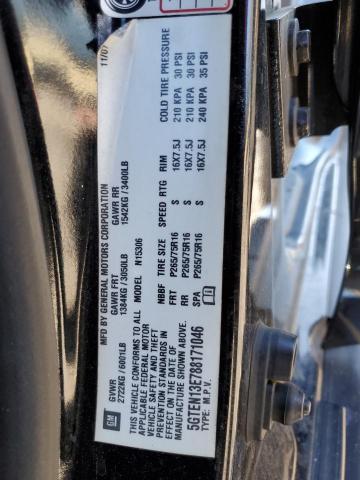 MFD BY GENERAL MOTORS CORPORATION 11/07
GVWR GAWR FRT GAWR RR
2722KG / 6001LB 1384KG / 3050LB 1542KG / 3400LB
GM
THIS VEHICLE CONFORMS TO ALL MODEL N15306
APPLICABLE FEDERAL MOTOR
VEHICLE SAFETY AND THEFT
PREVENTION STANDARDS IN
EFFECT ON THE DATE OF
MANUFACTURE SHOWN ABOVE.
5GTEN13E788171046
TYPE: M.P.V.
NBBF TIRE SIZE SPEED RTG RIM COLD TIRE PRESSURE
FRT P265/75R16 S 16X7.5J 210 KPA 30 PSI
RR P265/75R16 S 16X7.5J 210 KPA 30 PSI
SPA P265/75R16 S 16X7.5J 240 KPA 35 PSI